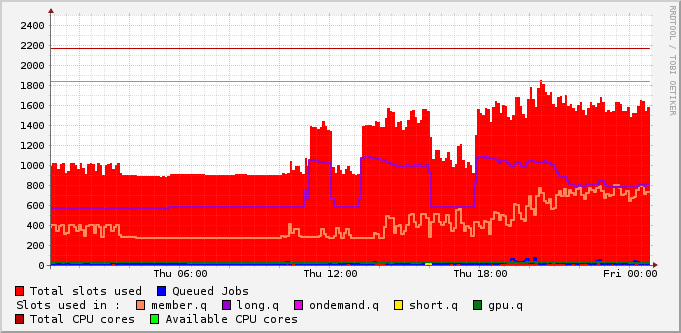 RRDTOOL / TOBI OETIKER
2400
2200
2000
1800
1600
1400
1200
1000
800
600
400
200
0
Thu 06:00 Thu 12:00 Thu 18:00 Fri 00:00
Total slots used Queued Jobs
Slots used in : member.q long.q ondemand.q short.q gpu.q
Total CPU cores Available CPU cores